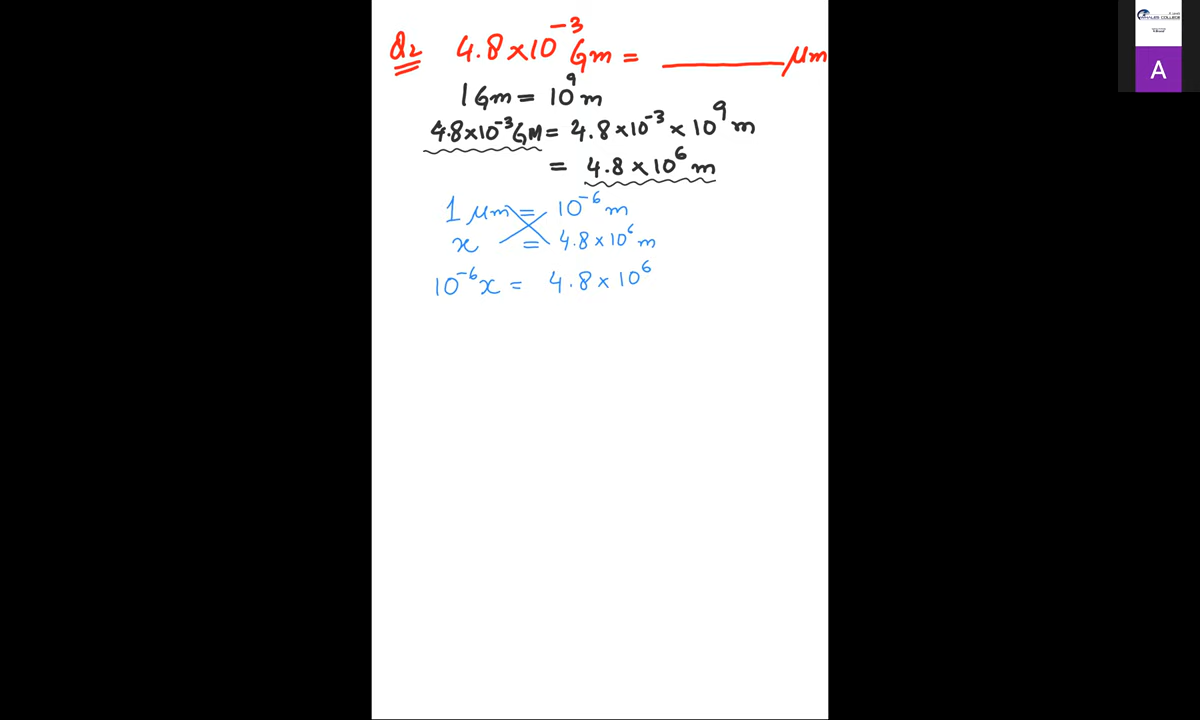 Q2 4.8×10⁻³ Gm = ________ μm
1 Gm = 10⁹ m
4.8×10⁻³ GM = 4.8×10⁻³ × 10⁹ m
= 4.8×10⁶ m
1 μm = 10⁻⁶ m
x = 4.8×10⁶ m
10⁻⁶x = 4.8×10⁶
A